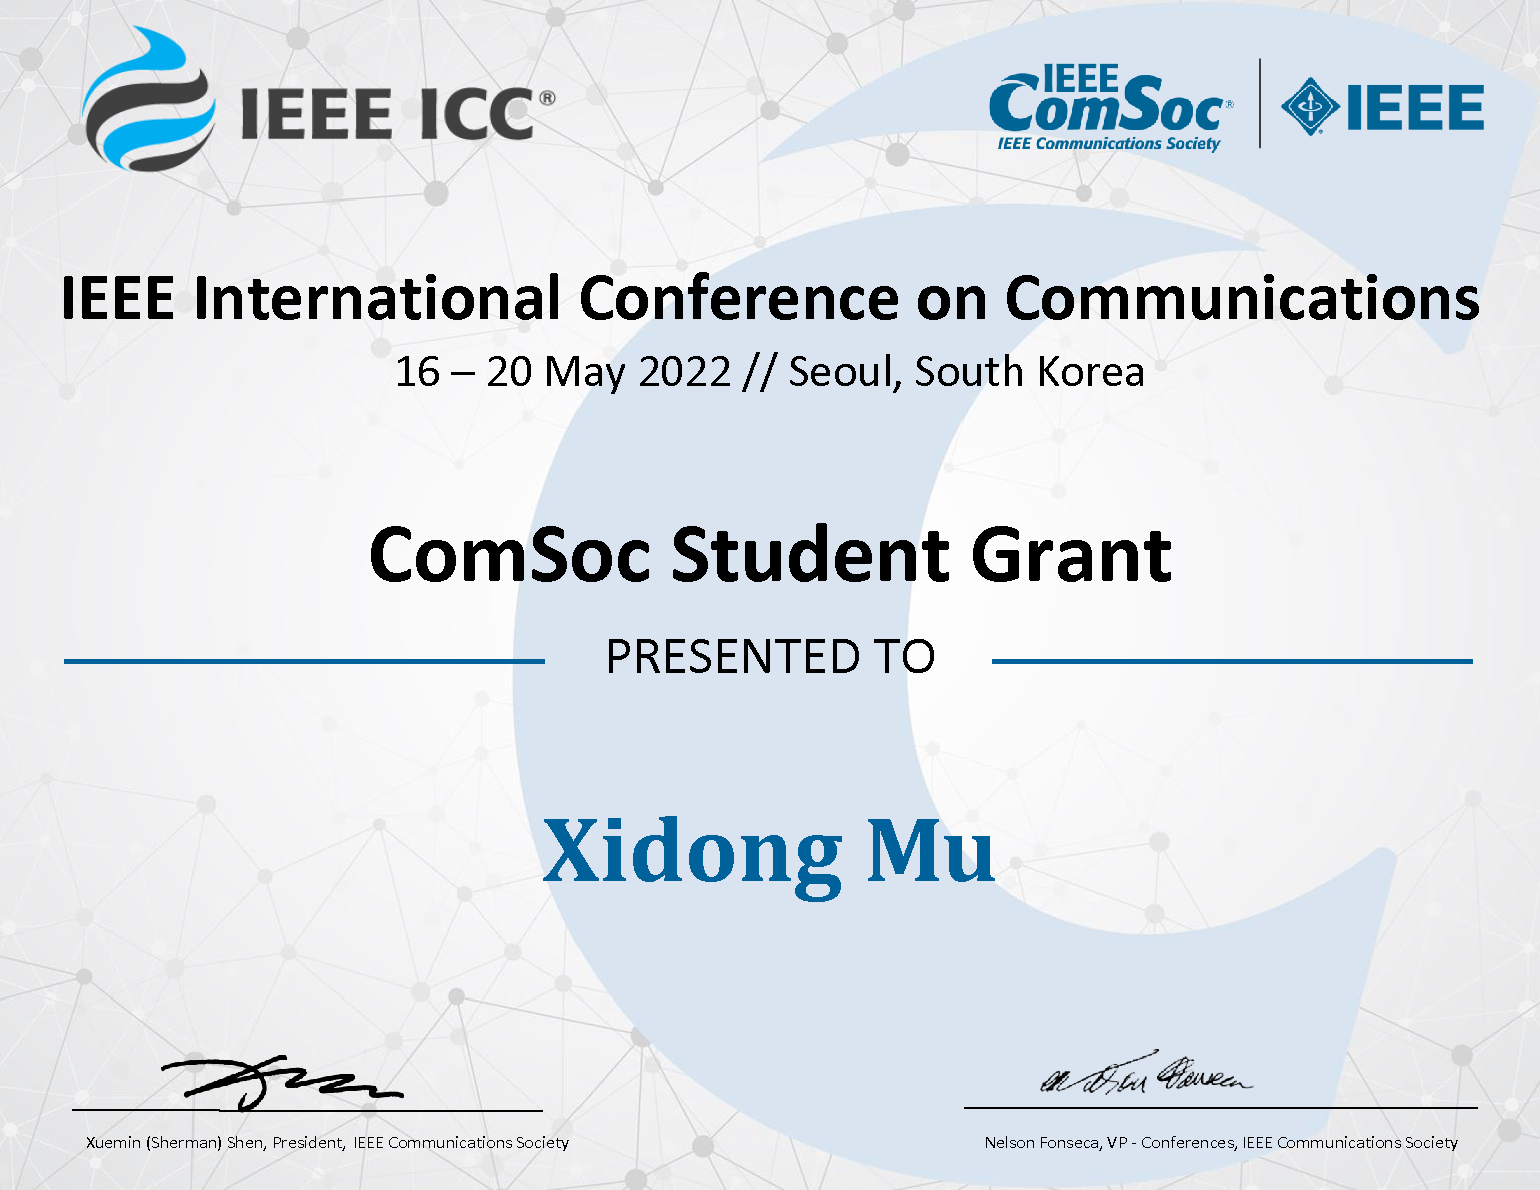 IEEE ICC®
IEEE
ComSoc®
IEEE Communications Society
IEEE
IEEE International Conference on Communications
16 – 20 May 2022 // Seoul, South Korea
ComSoc Student Grant
PRESENTED TO
Xidong Mu
Xuemin (Sherman) Shen, President, IEEE Communications Society
Nelson Fonseca, VP - Conferences, IEEE Communications Society